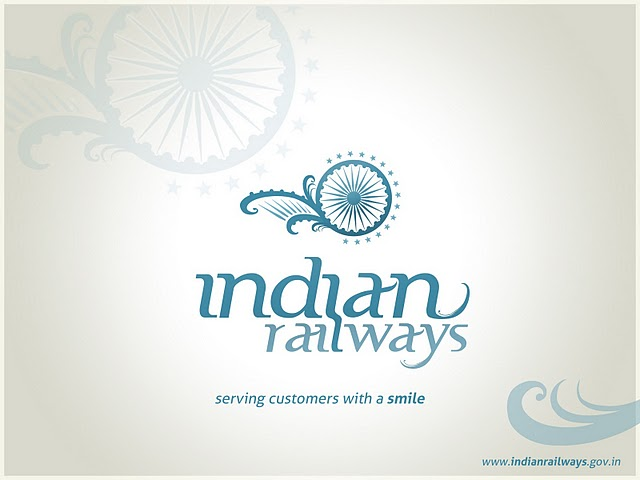 indian
railways
serving customers with a smile
www.indianrailways.gov.in